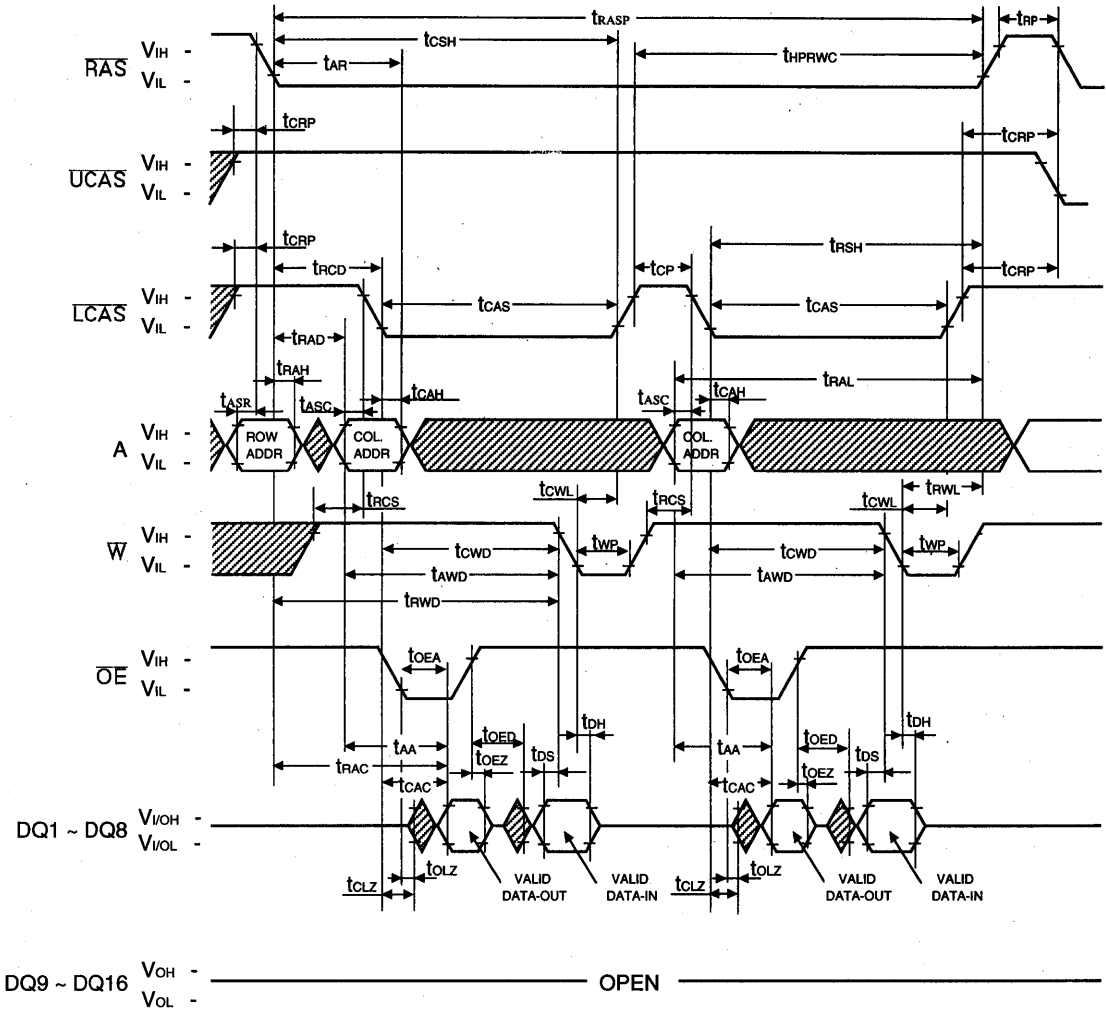 tRASP
tRP
tCSH
tHPRWC
tAR
RAS
VIH -
VIL -
tCRP
tCRP
UCAS
VIH -
VIL -
tCRP
tRSH
tRCD
tCP
tCRP
LCAS
VIH -
VIL -
tCAS
tCAS
tRAD
tRAH
tRAL
tASR
tASC
tCAH
tASC
tCAH
A
VIH -
VIL -
ROW ADDR
COL. ADDR
COL. ADDR
tCWL
tRWL
tRCS
tRCS
tCWL
W
VIH -
VIL -
tCWD
tWP
tCWD
tWP
tAWD
tAWD
tRWD
OE
VIH -
VIL -
tOEA
tOEA
tDH
tDH
tOED
tOED
tAA
tDS
tAA
tDS
tRAC
tOEZ
tOEZ
tCAC
tCAC
DQ1 ~ DQ8
VI/OH -
VI/OL -
tOLZ
tOLZ
tCLZ
tCLZ
VALID DATA-OUT
VALID DATA-IN
VALID DATA-OUT
VALID DATA-IN
DQ9 ~ DQ16
VOH -
VOL -
OPEN